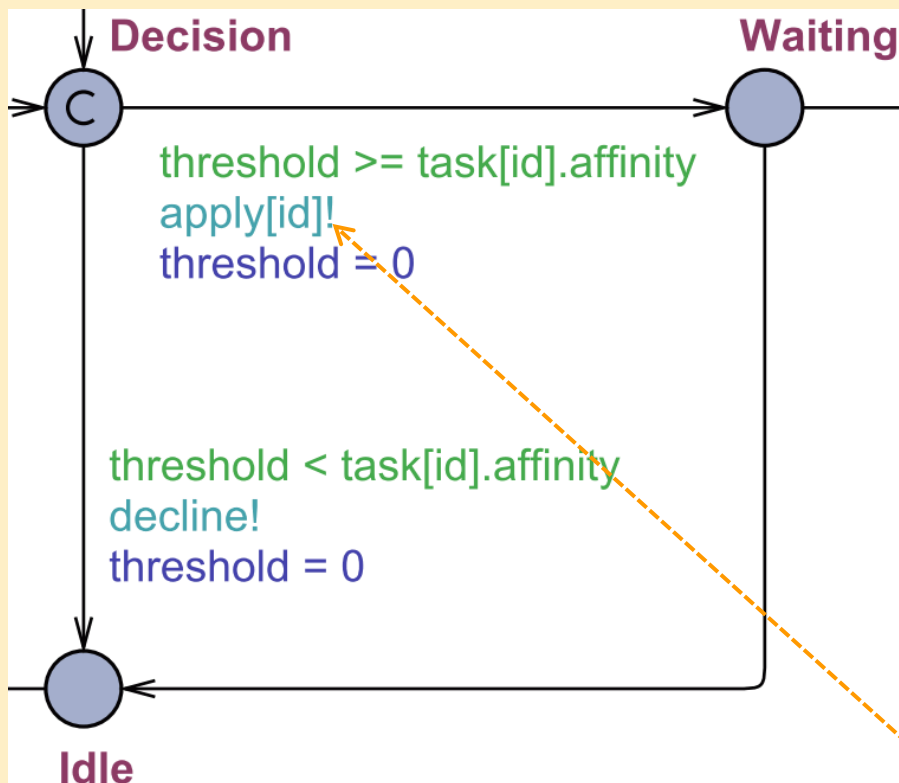 Decision
Waiting
C
threshold >= task[id].affinity
apply[id]!
threshold = 0
threshold < task[id].affinity
decline!
threshold = 0
Idle